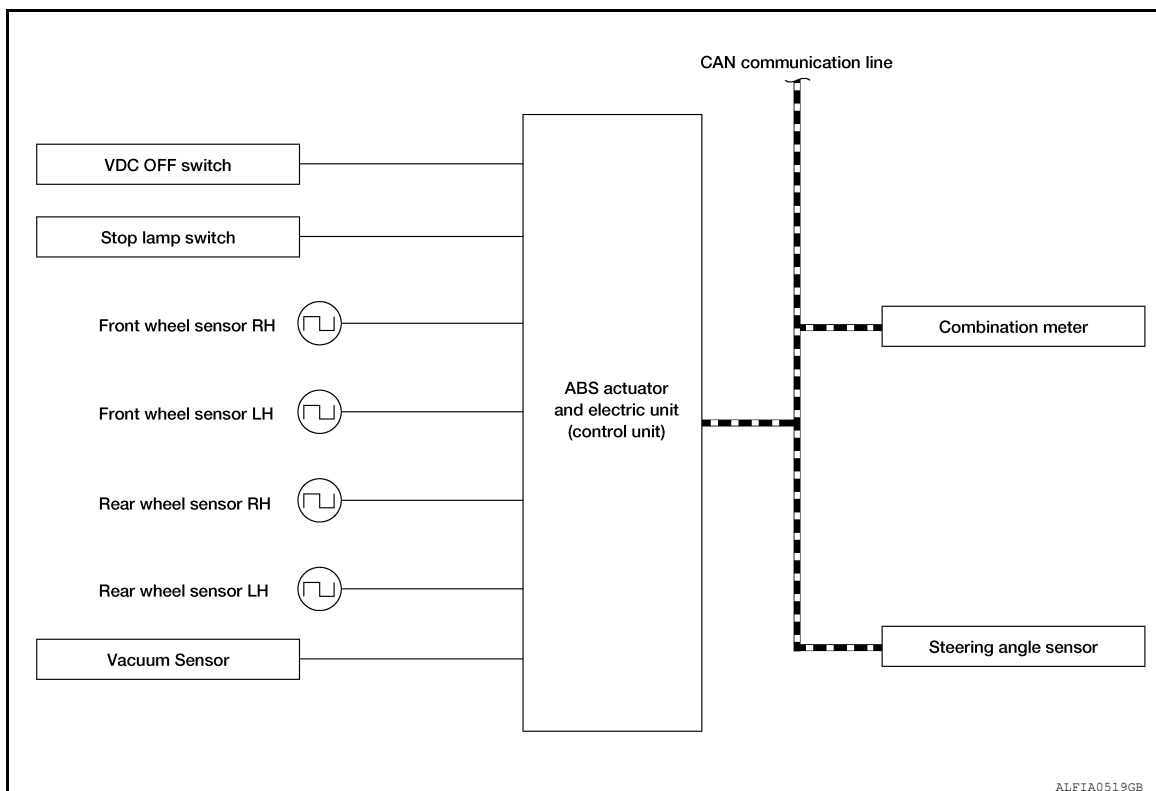 CAN communication line
VDC OFF switch
Stop lamp switch
Front wheel sensor RH
Front wheel sensor LH
Rear wheel sensor RH
Rear wheel sensor LH
Vacuum Sensor
ABS actuator
and electric unit
(control unit)
Combination meter
Steering angle sensor
ALFIA0519GB